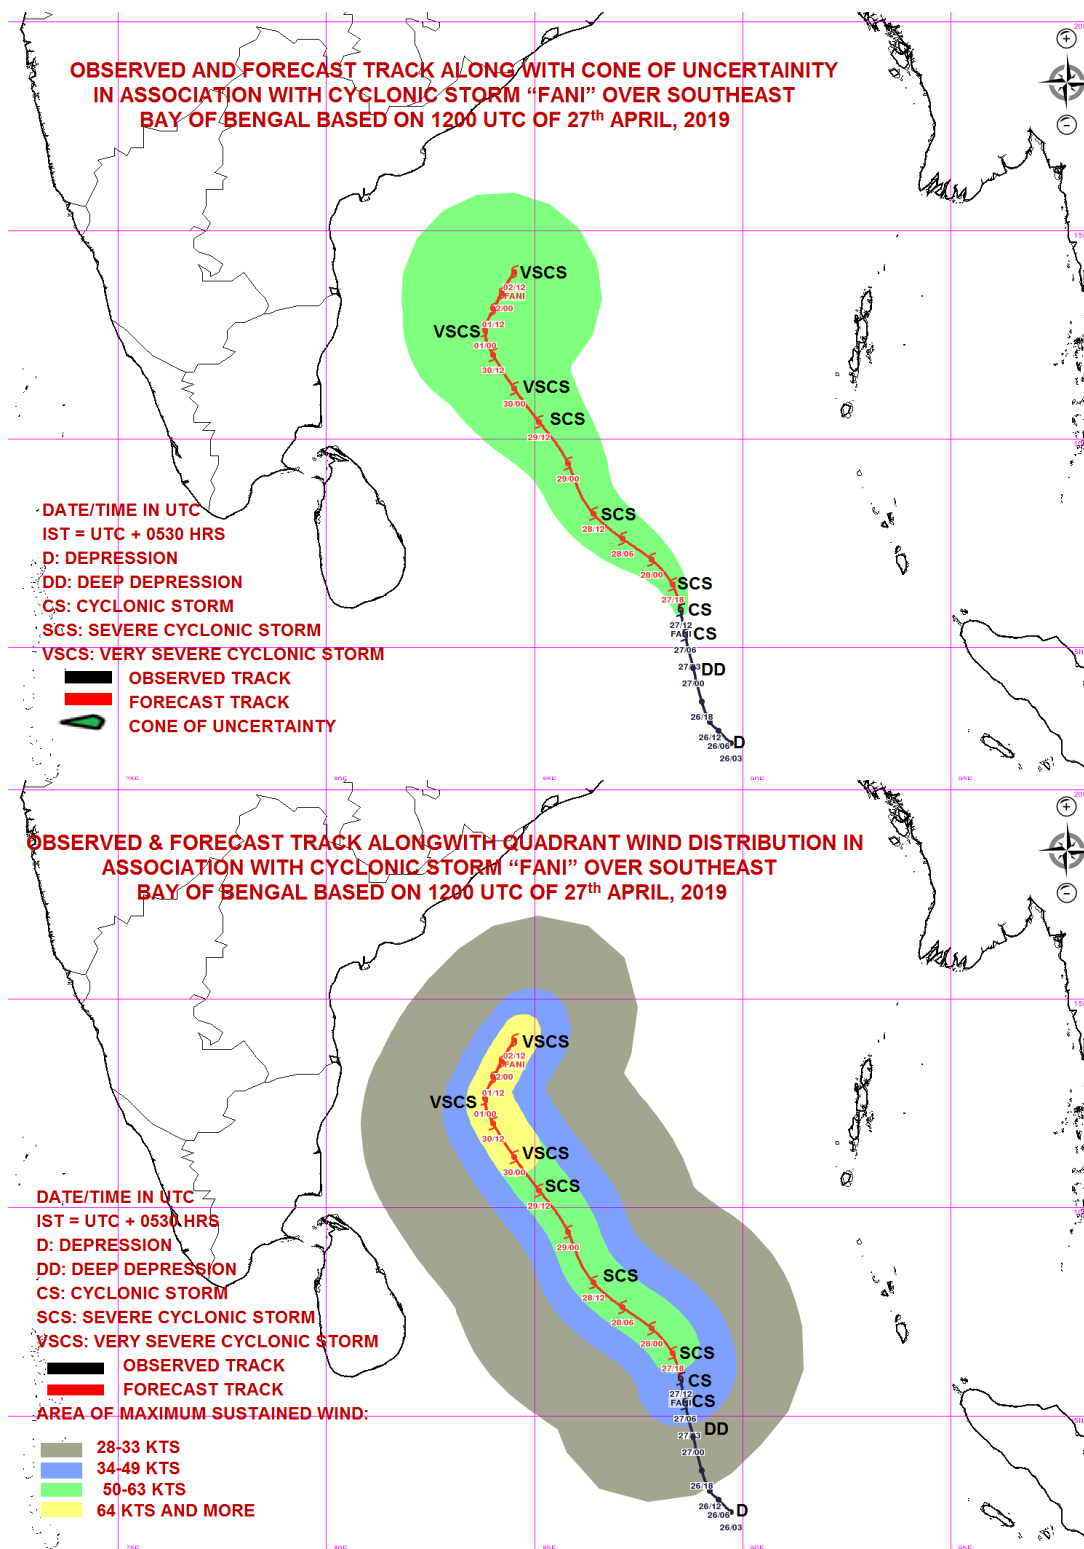 OBSERVED AND FORECAST TRACK ALONG WITH CONE OF UNCERTAINITY
IN ASSOCIATION WITH CYCLONIC STORM “FANI” OVER SOUTHEAST
BAY OF BENGAL BASED ON 1200 UTC OF 27th APRIL, 2019
VSCS
02/12
FANI
2/00
01/12
VSCS
01/00
30/12
VSCS
30/00
SCS
29/12
29/00
SCS
28/12
28/06
28/00
SCS
27/18
CS
27/12
FANI
CS
27/06
DD
27/00
26/18
26/12
26/06
D
26/03
DATE/TIME IN UTC
IST = UTC + 0530 HRS
D: DEPRESSION
DD: DEEP DEPRESSION
CS: CYCLONIC STORM
SCS: SEVERE CYCLONIC STORM
VSCS: VERY SEVERE CYCLONIC STORM
OBSERVED TRACK
FORECAST TRACK
CONE OF UNCERTAINTY
OBSERVED & FORECAST TRACK ALONGWITH QUADRANT WIND DISTRIBUTION IN
ASSOCIATION WITH CYCLONIC STORM “FANI” OVER SOUTHEAST
BAY OF BENGAL BASED ON 1200 UTC OF 27th APRIL, 2019
VSCS
02/12
FANI
2/00
01/12
VSCS
01/00
30/12
VSCS
30/00
SCS
29/12
29/00
SCS
28/12
28/06
28/00
SCS
27/18
CS
27/12
CS
27/06
DD
27/00
26/18
26/12
26/06
D
26/03
DATE/TIME IN UTC
IST = UTC + 0530 HRS
D: DEPRESSION
DD: DEEP DEPRESSION
CS: CYCLONIC STORM
SCS: SEVERE CYCLONIC STORM
VSCS: VERY SEVERE CYCLONIC STORM
OBSERVED TRACK
FORECAST TRACK
AREA OF MAXIMUM SUSTAINED WIND:
28-33 KTS
34-49 KTS
50-63 KTS
64 KTS AND MORE